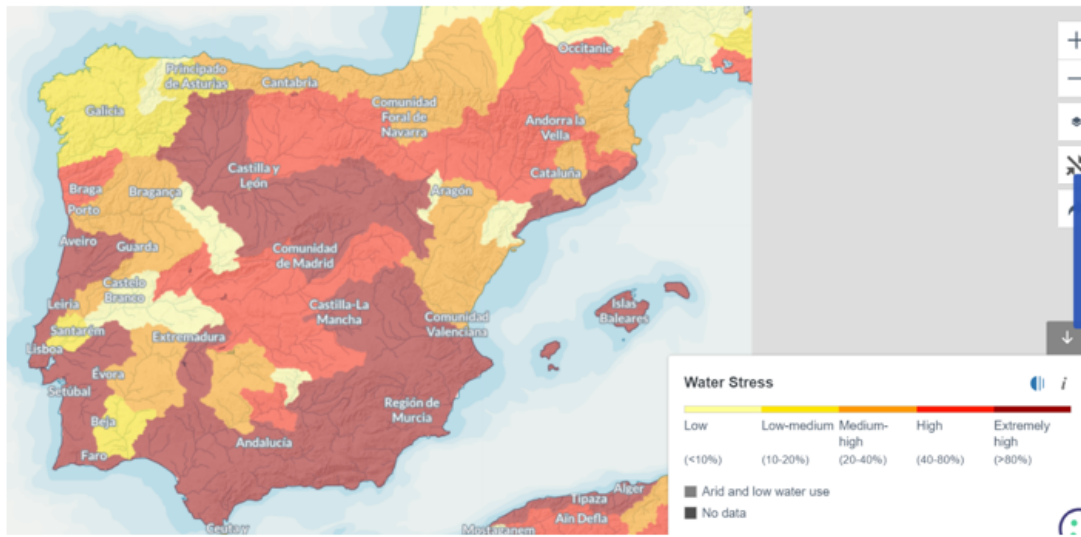 Occitanie
Principado
de Asturias
Cantabria
Galicia
Comunidad
Foral de
Navarra
Andorra la
Vella
Castilla y
León
Cataluña
Braga
Bragança
Aragón
Porto
Aveiro
Guarda
Comunidad
de Madrid
Castelo
Branco
Leiria
Castilla-La
Mancha
Islas
Baleares
Santarém
Extremadura
Comunidad
Valenciana
Lisboa
Évora
Setúbal
Región de
Murcia
Beja
Andalucía
Faro
Ceuta y
Tipaza
Alger
Mostaganem
Aïn Defla
Water Stress
i
Low
Low-medium
Medium-
high
High
Extremely
high
(<10%)
(10-20%)
(20-40%)
(40-80%)
(>80%)
Arid and low water use
No data